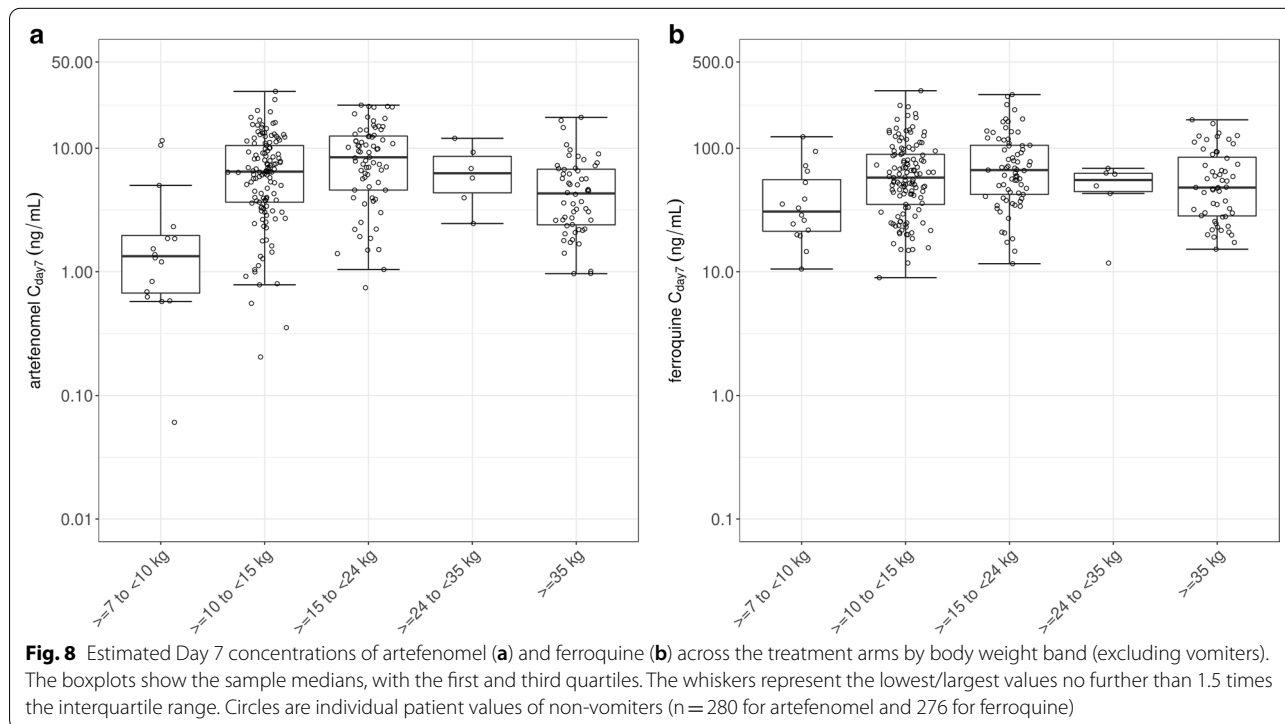 a
50.00
10.00
1.00
0.10
0.01
artefenomel Cday7 (ng/mL)
>=7 to <10 kg
>=10 to <15 kg
>=15 to <24 kg
>=24 to <35 kg
>=35 kg
b
500.0
100.0
10.0
1.0
0.1
ferroquine Cday7 (ng/mL)
>=7 to <10 kg
>=10 to <15 kg
>=15 to <24 kg
>=24 to <35 kg
>=35 kg
Fig. 8 Estimated Day 7 concentrations of artefenomel (a) and ferroquine (b) across the treatment arms by body weight band (excluding vomiters).
The boxplots show the sample medians, with the first and third quartiles. The whiskers represent the lowest/largest values no further than 1.5 times
the interquartile range. Circles are individual patient values of non-vomiters (n = 280 for artefenomel and 276 for ferroquine)